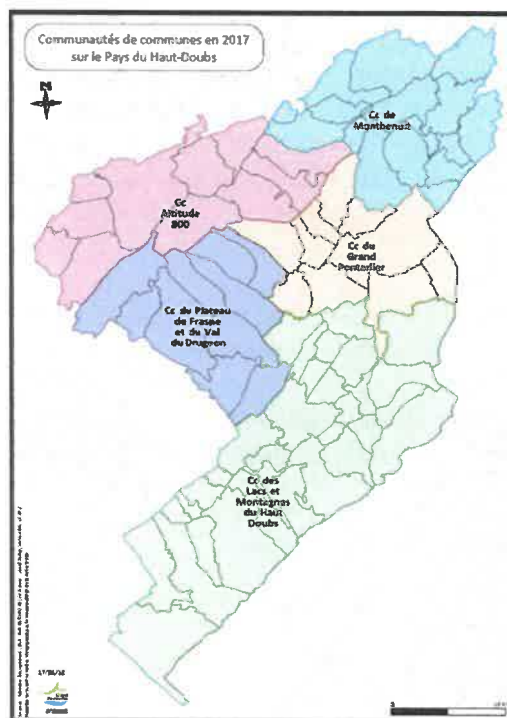 Communautés de communes en 2017
sur le Pays du Haut-Doubs
Cc de
Montbenoit
Cc
Altitude
800
Cc du
Grand
Pontarlier
Cc du Plateau
de Frasne
et du Val
du Drugeon
Cc des
Lacs et
Montagnes
du Haut
Doubs